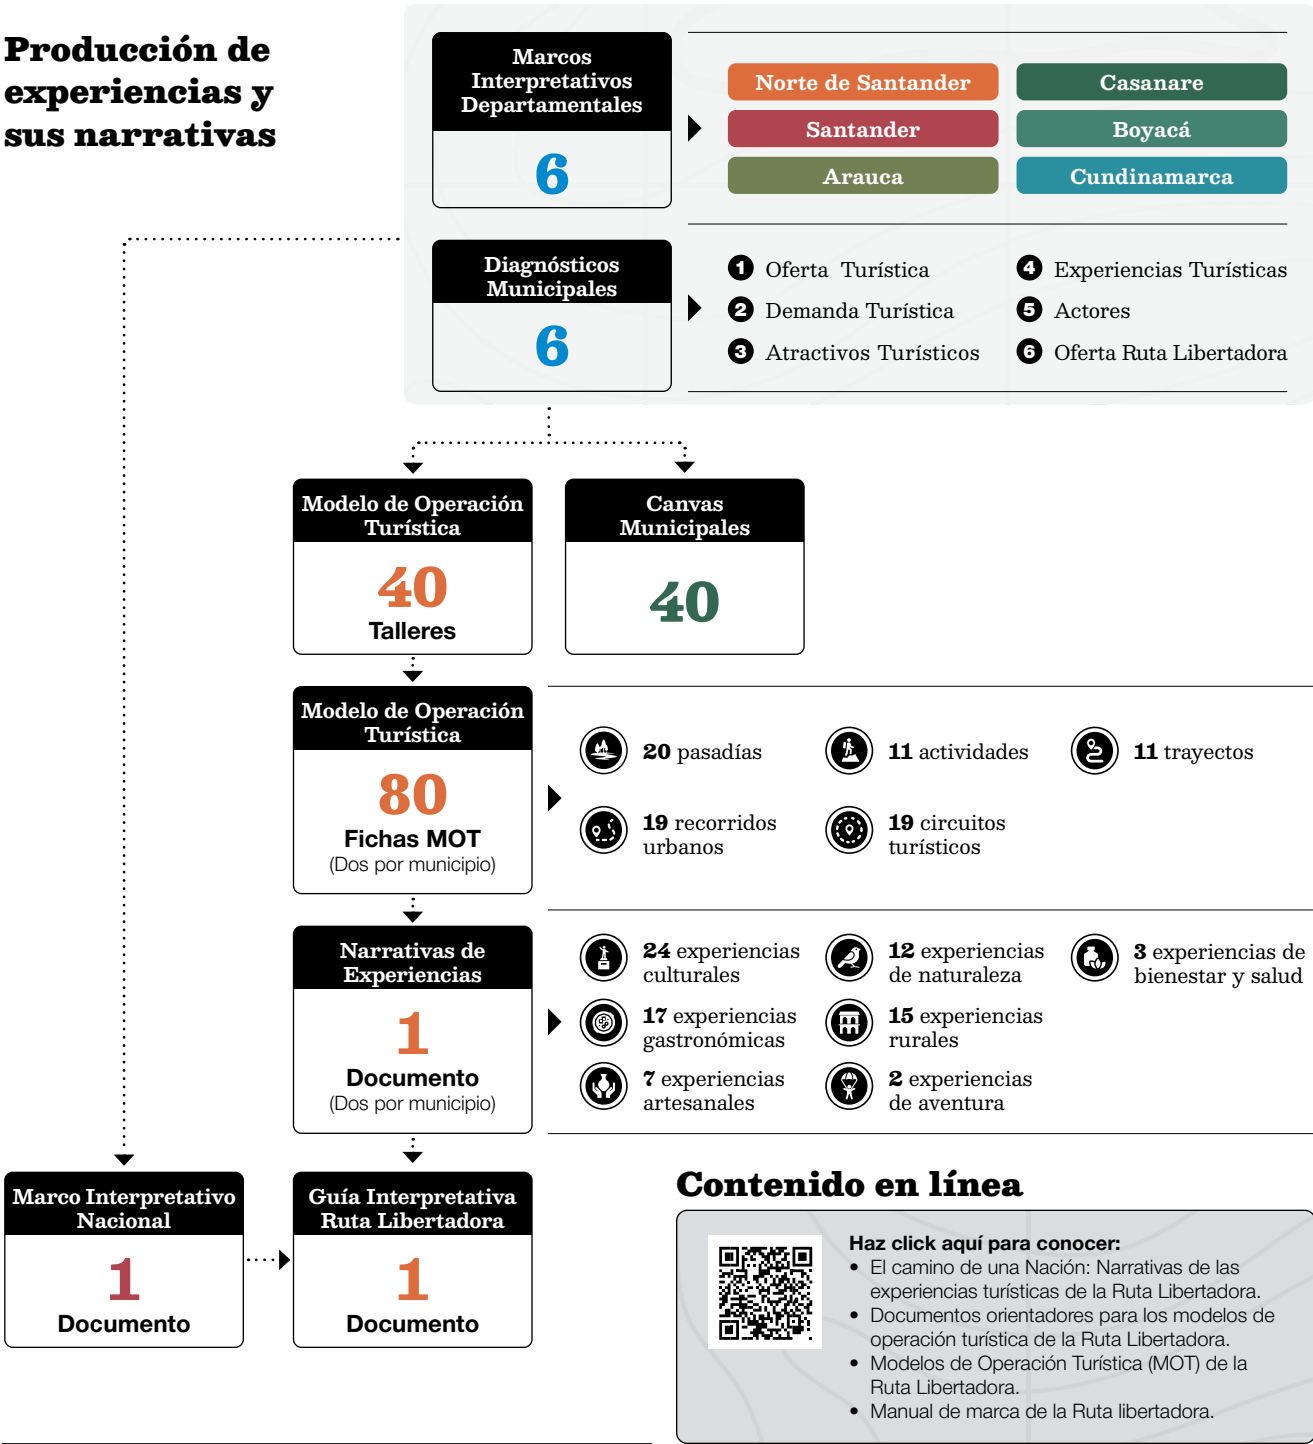 Producción de
experiencias y
sus narrativas
Marcos
Interpretativos
Departamentales
6
Norte de Santander
Casanare
Santander
Boyacá
Arauca
Cundinamarca
Diagnósticos
Municipales
6
1 Oferta Turística
4 Experiencias Turísticas
2 Demanda Turística
5 Actores
3 Atractivos Turísticos
6 Oferta Ruta Libertadora
Modelo de Operación
Turística
40
Talleres
Canvas
Municipales
40
Modelo de Operación
Turística
80
Fichas MOT
(Dos por municipio)
20 pasadías
11 actividades
11 trayectos
19 recorridos
urbanos
19 circuitos
turísticos
Narrativas de
Experiencias
1
Documento
(Dos por municipio)
24 experiencias
culturales
12 experiencias
de naturaleza
3 experiencias de
bienestar y salud
17 experiencias
gastronómicas
15 experiencias
rurales
7 experiencias
artesanales
2 experiencias
de aventura
Marco Interpretativo
Nacional
1
Documento
Guía Interpretativa
Ruta Libertadora
1
Documento
Contenido en línea
Haz click aquí para conocer:
• El camino de una Nación: Narrativas de las
experiencias turísticas de la Ruta Libertadora.
• Documentos orientadores para los modelos de
operación turística de la Ruta Libertadora.
• Modelos de Operación Turística (MOT) de la
Ruta Libertadora.
• Manual de marca de la Ruta libertadora.